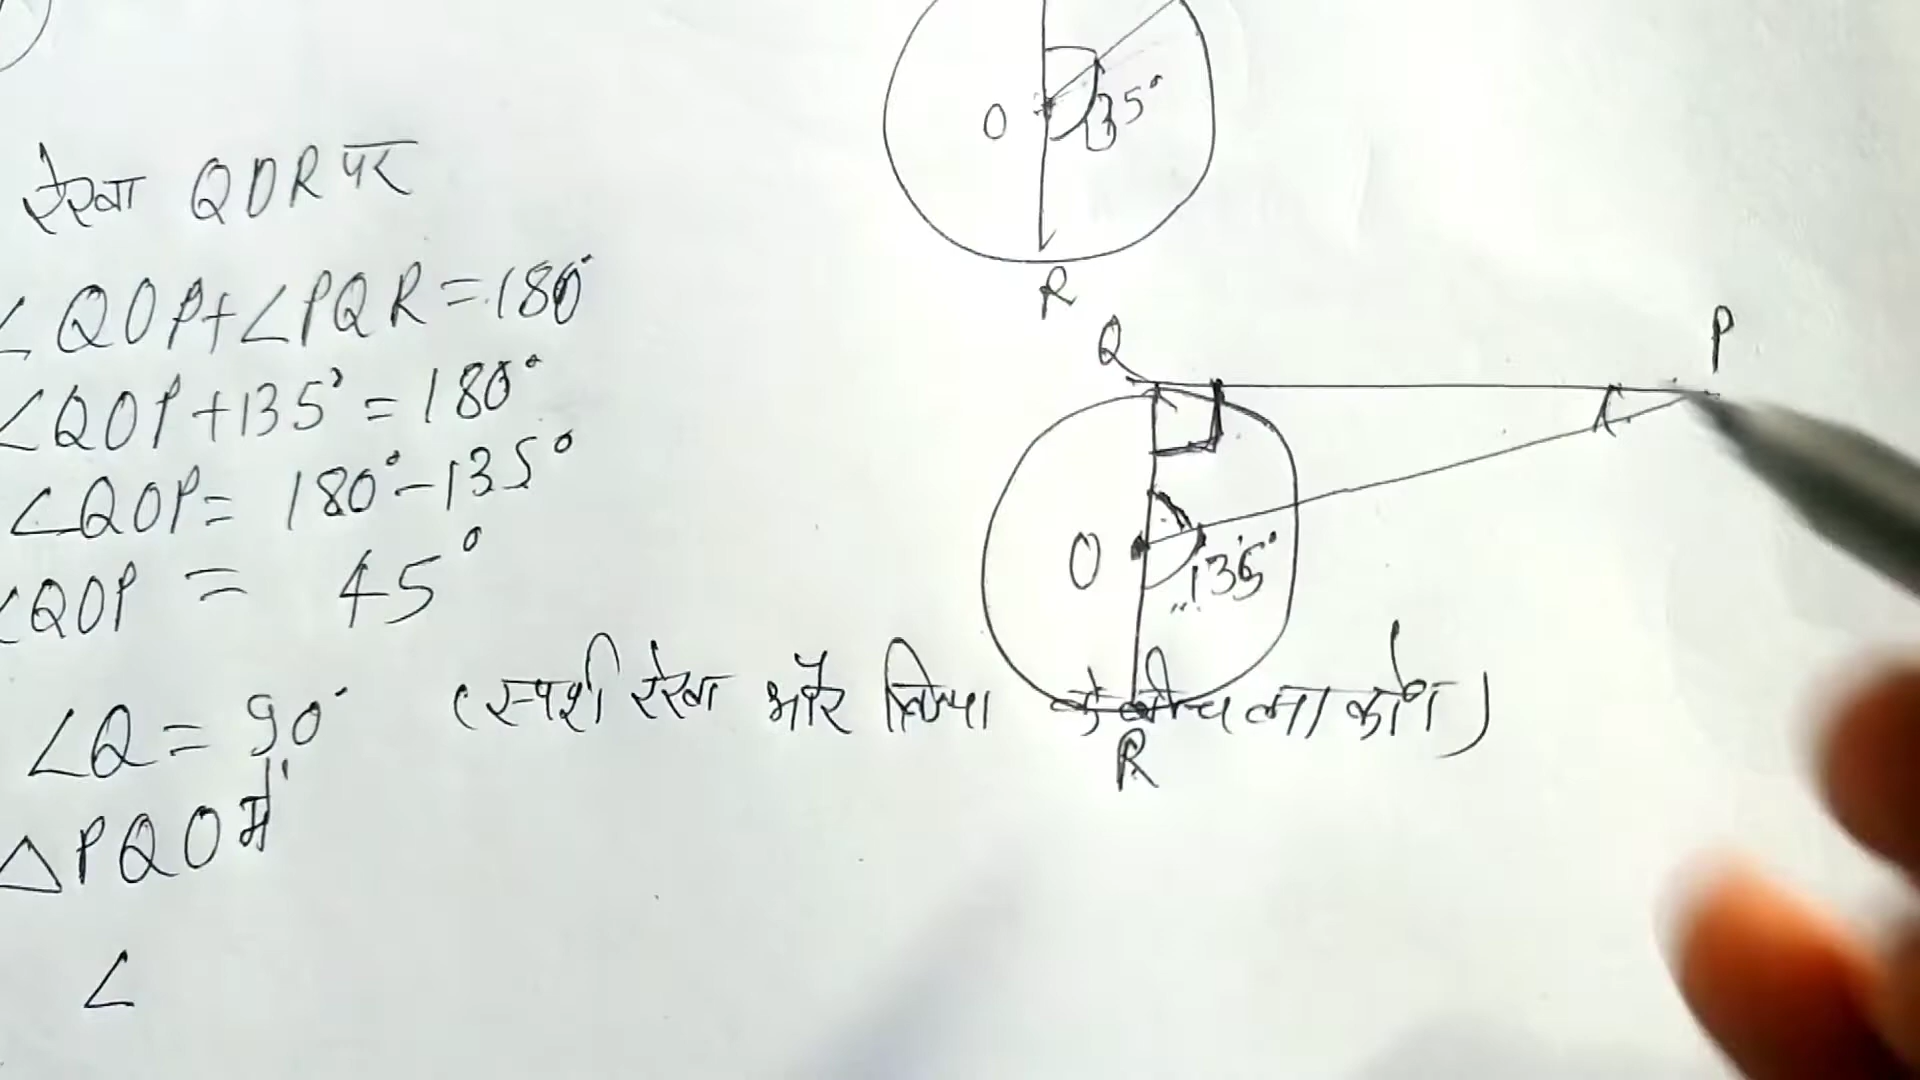 O
135°
R
रेखा QOR पर
∠QOP+∠PQR=180°
∠QOP+135°=180°
∠QOP= 180°-135°
∠QOP = 45°
∠Q= 90° (स्पर्श रेखा और त्रिज्या के बीच का कोण)
△PQO में
∠
Q
P
O
135°
R